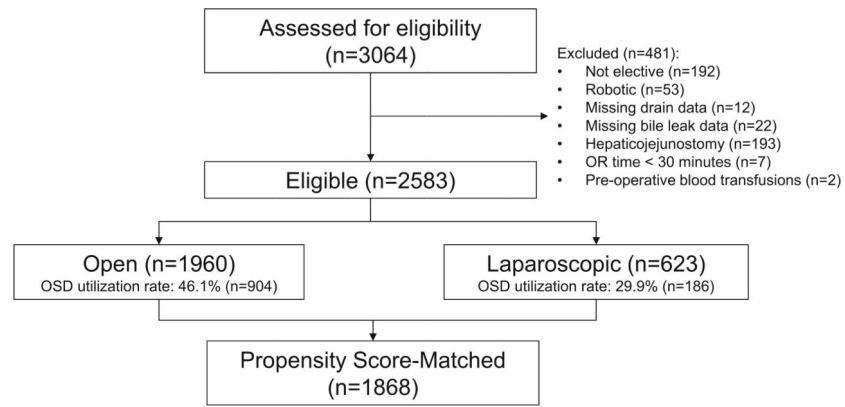 Assessed for eligibility
(n=3064)
Excluded (n=481):
• Not elective (n=192)
• Robotic (n=53)
• Missing drain data (n=12)
• Missing bile leak data (n=22)
• Hepaticojejunostomy (n=193)
• OR time < 30 minutes (n=7)
• Pre-operative blood transfusions (n=2)
Eligible (n=2583)
Open (n=1960)
OSD utilization rate: 46.1% (n=904)
Laparoscopic (n=623)
OSD utilization rate: 29.9% (n=186)
Propensity Score-Matched
(n=1868)